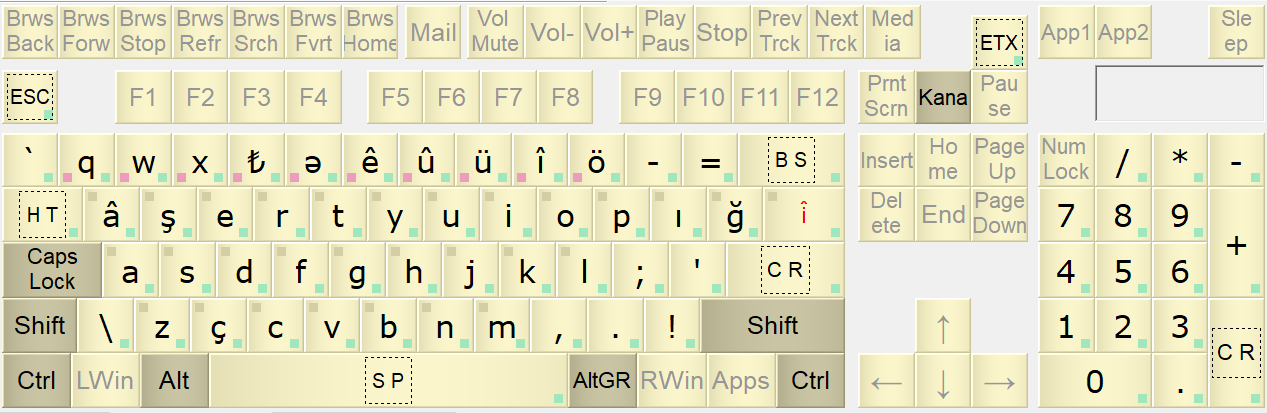 Brws Back Brws Forw Brws Stop Brws Refr Brws Srch Brws Fvrt Brws Home Mail Vol Mute Vol- Vol+ Play Paus Stop Prev Trck Next Trck Med ia ETX App1 App2 Sle ep
ESC F1 F2 F3 F4 F5 F6 F7 F8 F9 F10 F11 F12 Prnt Scrn Kana Pau se
` q w x ₺ ə ê û ü î ö - = BS Insert Ho me Page Up Num Lock / * -
HT â ş e r t y u i o p ı ğ î Del ete End Page Down 7 8 9 +
Caps Lock a s d f g h j k l ; ' CR 4 5 6
Shift \ z ç c v b n m , . ! Shift ↑ 1 2 3 CR
Ctrl LWin Alt SP AltGR RWin Apps Ctrl ← ↓ → 0 .